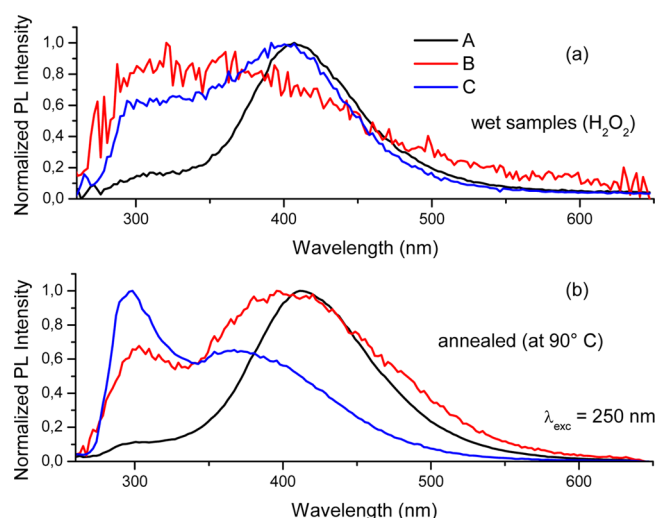 Normalized PL Intensity
1,0
0,8
0,6
0,4
0,2
0,0
A
B
C
(a)
wet samples (H₂O₂)
300 400 500 600
Wavelength (nm)
Normalized PL Intensity
1,0
0,8
0,6
0,4
0,2
0,0
(b)
annealed (at 90° C)
λexc = 250 nm
300 400 500 600
Wavelength (nm)